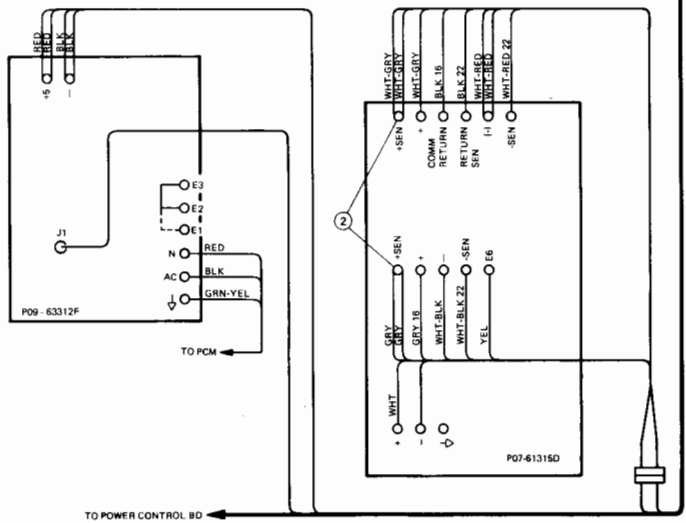 RED
RED
BLK
BLK
+5
−
E3
E2
E1
J1
N
RED
AC
BLK
GRN-YEL
P09 - 63312F
TO PCM
WHT-GRY
WHT-GRY
WHT-GRY
BLK 16
BLK 22
WHT-RED
WHT-RED
WHT-RED 22
+SEN
+
COMM
RETURN
RETURN
SEN
(-)
-SEN
2
+SEN
+
−
-SEN
E6
GRY
GRY
GRY 16
WHT-BLK
WHT-BLK 22
YEL
WHT
+
−
P07-61315D
TO POWER CONTROL BD